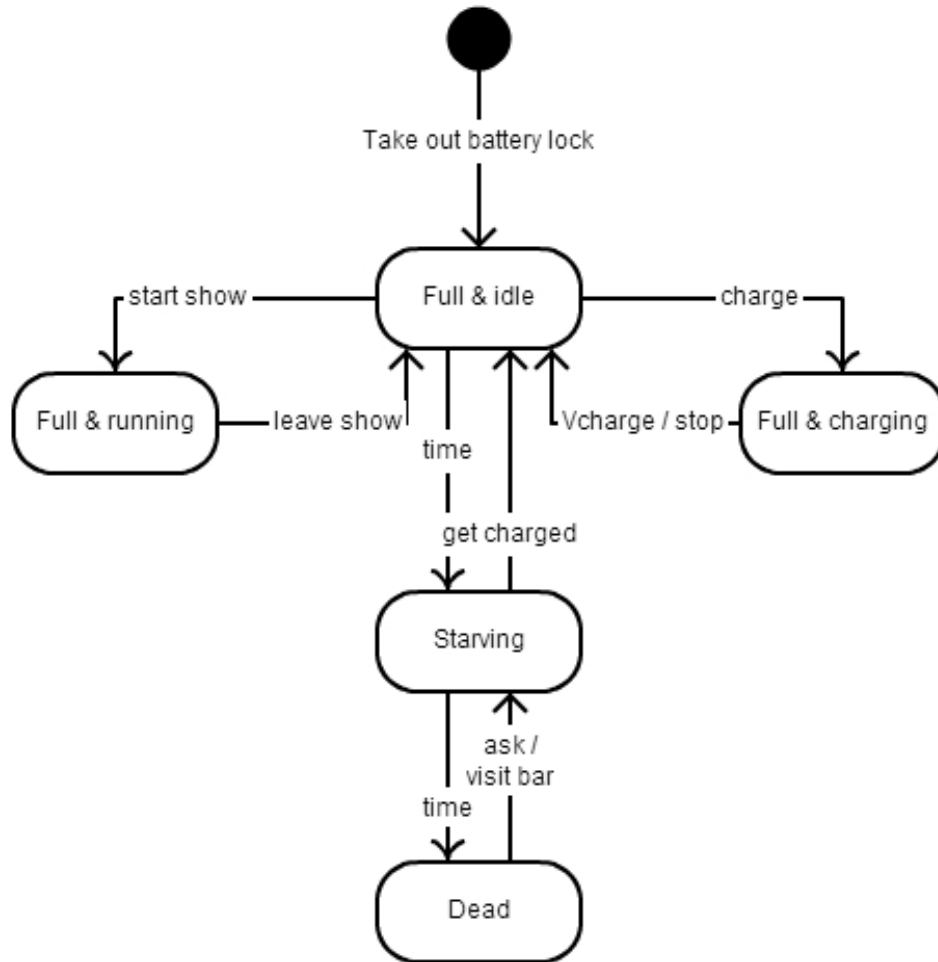 Take out battery lock
Full & idle
start show
charge
Full & running
leave show
Vcharge / stop
Full & charging
time
get charged
Starving
ask /
visit bar
time
Dead